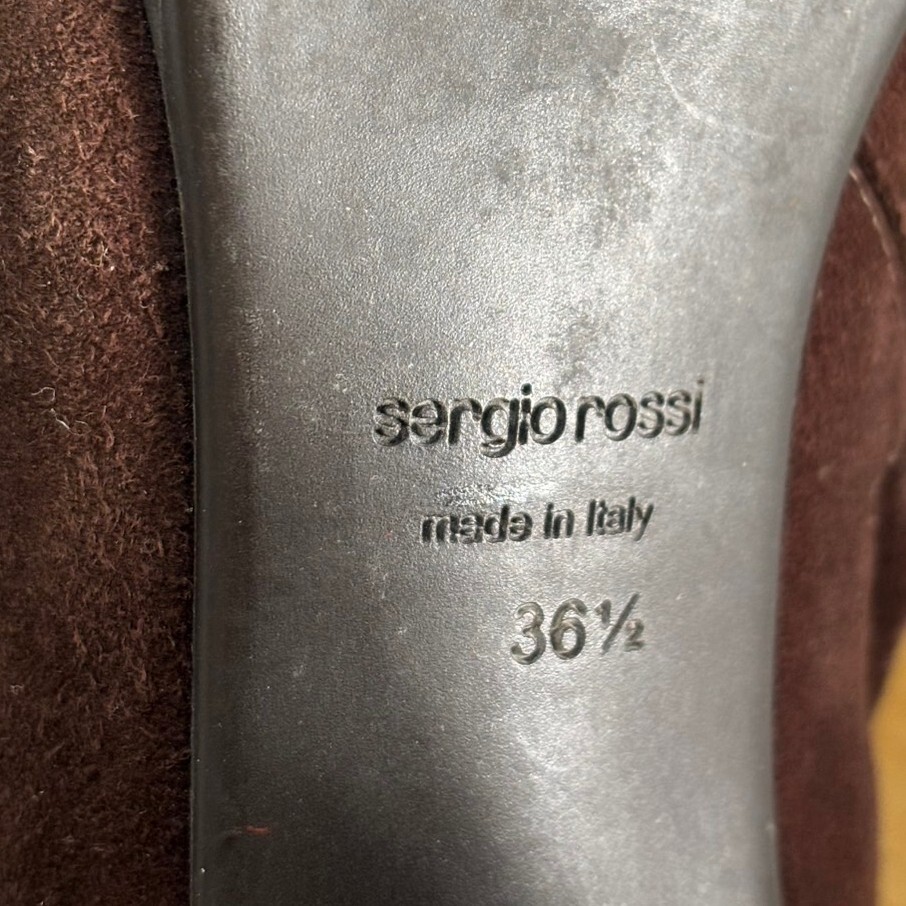 sergio rossi
made in Italy
36½